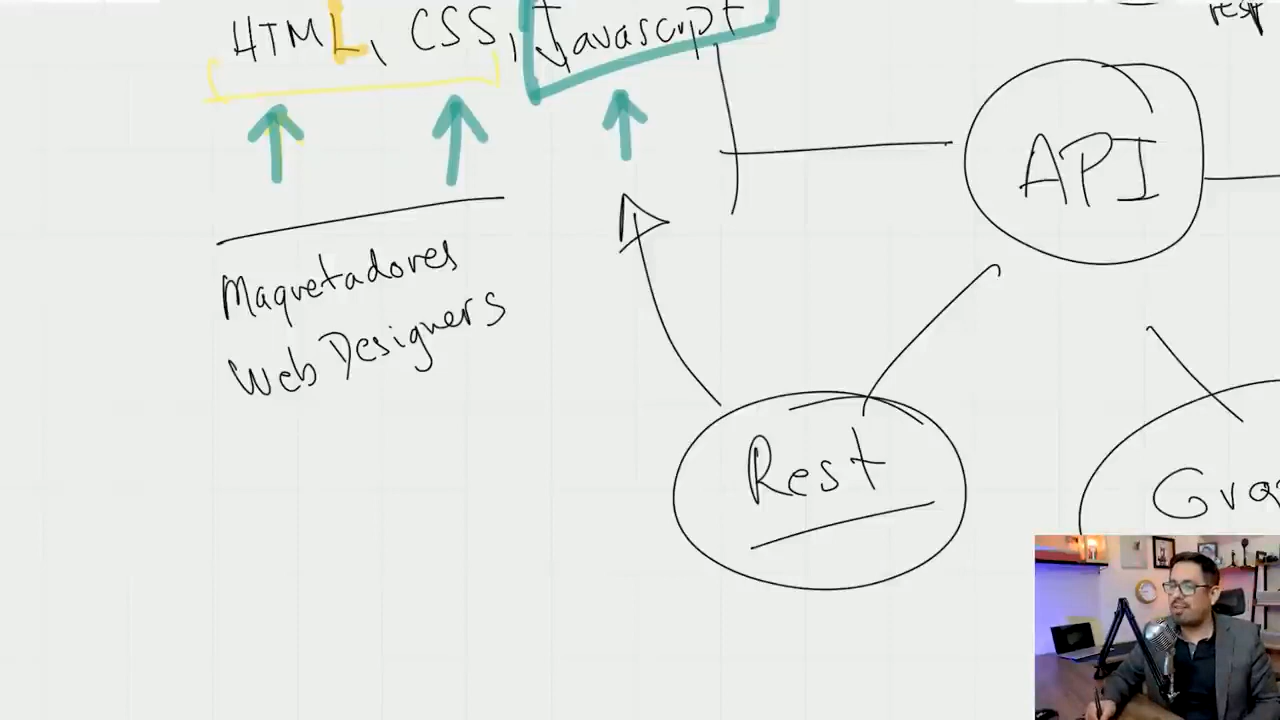 HTML, CSS, Javascript
API
Maquetadores
Web Designers
Rest